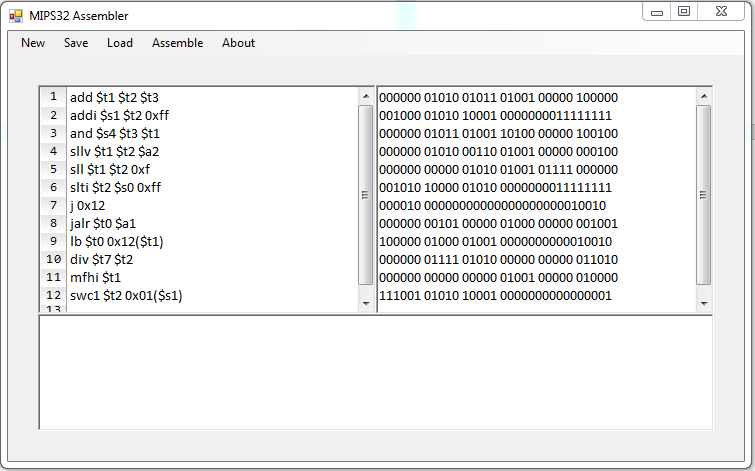 MIPS32 Assembler
New Save Load Assemble About
1 add $t1 $t2 $t3
2 addi $s1 $t2 0xff
3 and $s4 $t3 $t1
4 sllv $t1 $t2 $a2
5 sll $t1 $t2 0xf
6 slti $t2 $s0 0xff
7 j 0x12
8 jalr $t0 $a1
9 lb $t0 0x12($t1)
10 div $t7 $t2
11 mfhi $t1
12 swc1 $t2 0x01($s1)
13
000000 01010 01011 01001 00000 100000
001000 01010 10001 0000000011111111
000000 01011 01001 10100 00000 100100
000000 01010 00110 01001 00000 000100
000000 00000 01010 01001 01111 000000
001010 10000 01010 0000000011111111
000010 00000000000000000000010010
000000 00101 00000 01000 00000 001001
100000 01000 01001 0000000000010010
000000 01111 01010 00000 00000 011010
000000 00000 00000 01001 00000 010000
111001 01010 10001 0000000000000001